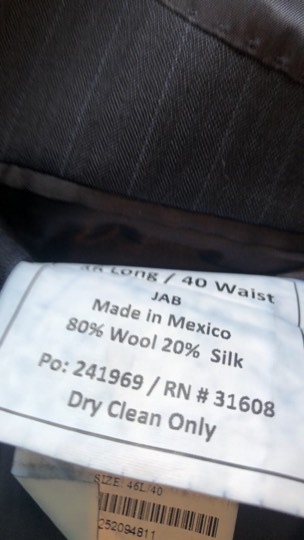 Long / 40 Waist
JAB
Made in Mexico
80% Wool 20% Silk
Po: 241969 / RN # 31608
Dry Clean Only
SIZE: 46L/40
252094811